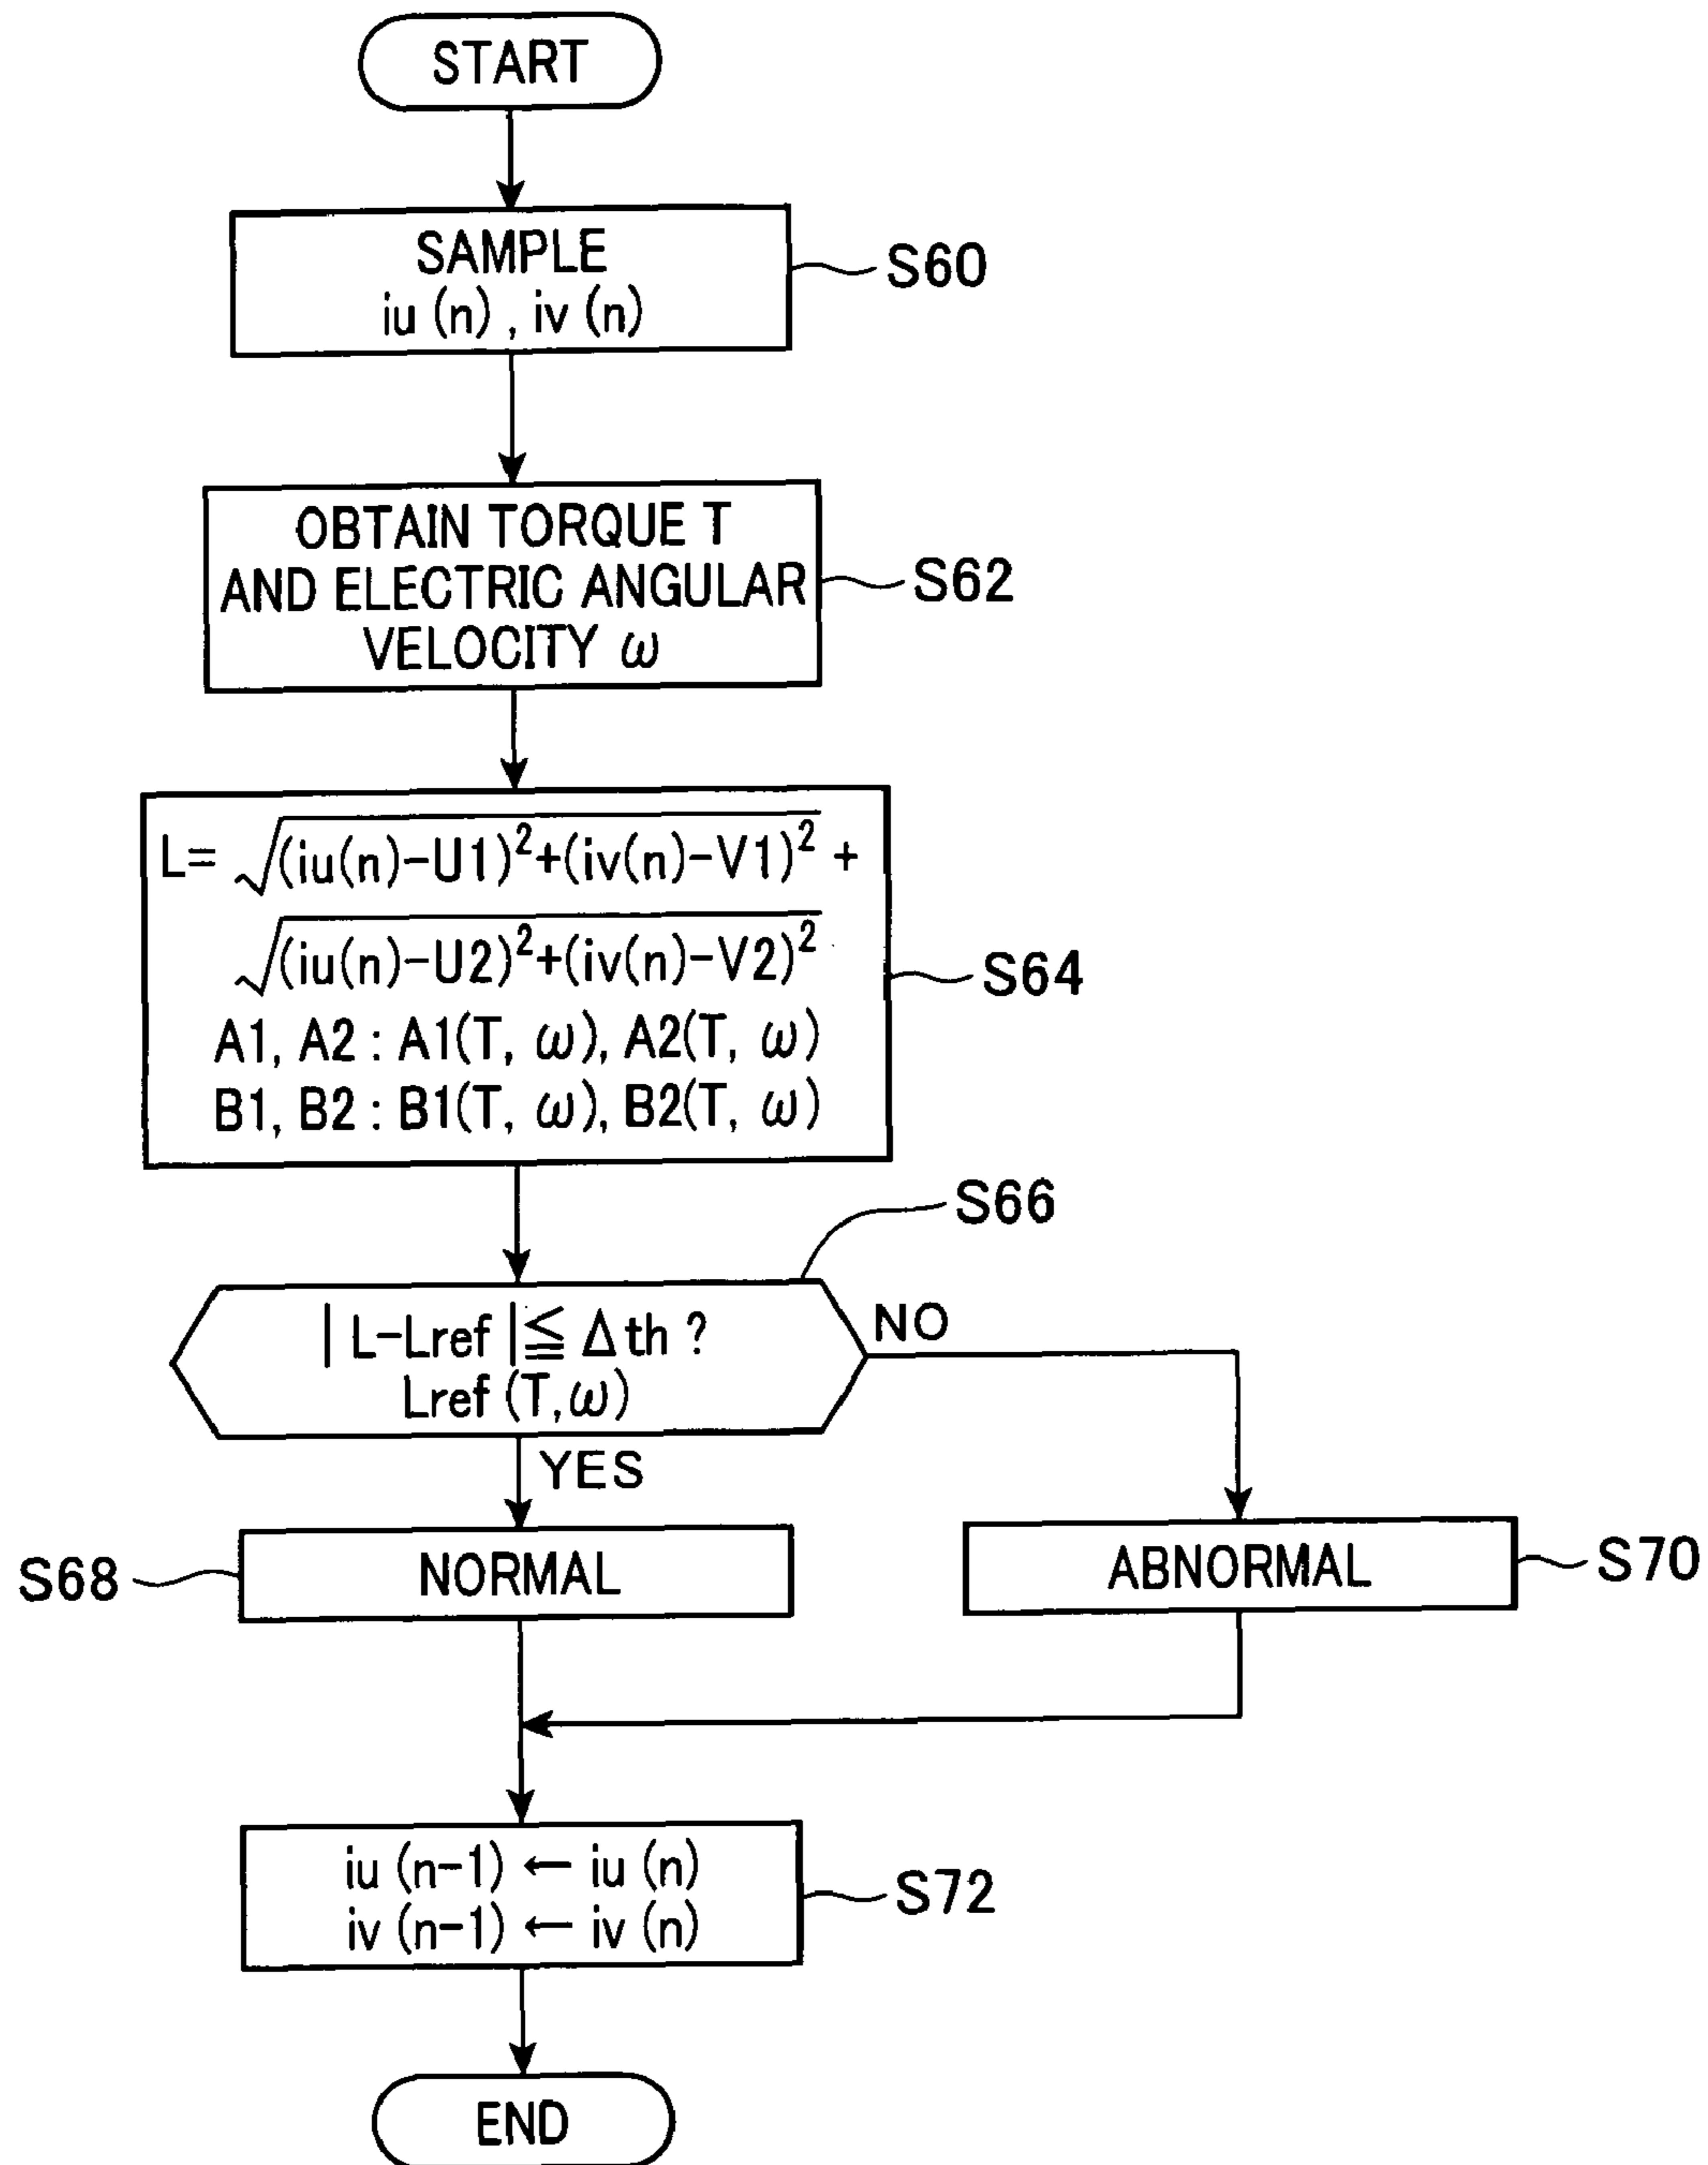 START
SAMPLE
iu (n) , iv (n)
S60
OBTAIN TORQUE T
AND ELECTRIC ANGULAR
VELOCITY ω
S62
L= √(iu(n)-U1)²+(iv(n)-V1)² +
√(iu(n)-U2)²+(iv(n)-V2)²
A1, A2 : A1(T, ω), A2(T, ω)
B1, B2 : B1(T, ω), B2(T, ω)
S64
S66
| L-Lref |≦ Δth ?
Lref (T,ω)
NO
YES
S68
NORMAL
ABNORMAL
S70
iu (n-1) ← iu (n)
iv (n-1) ← iv (n)
S72
END